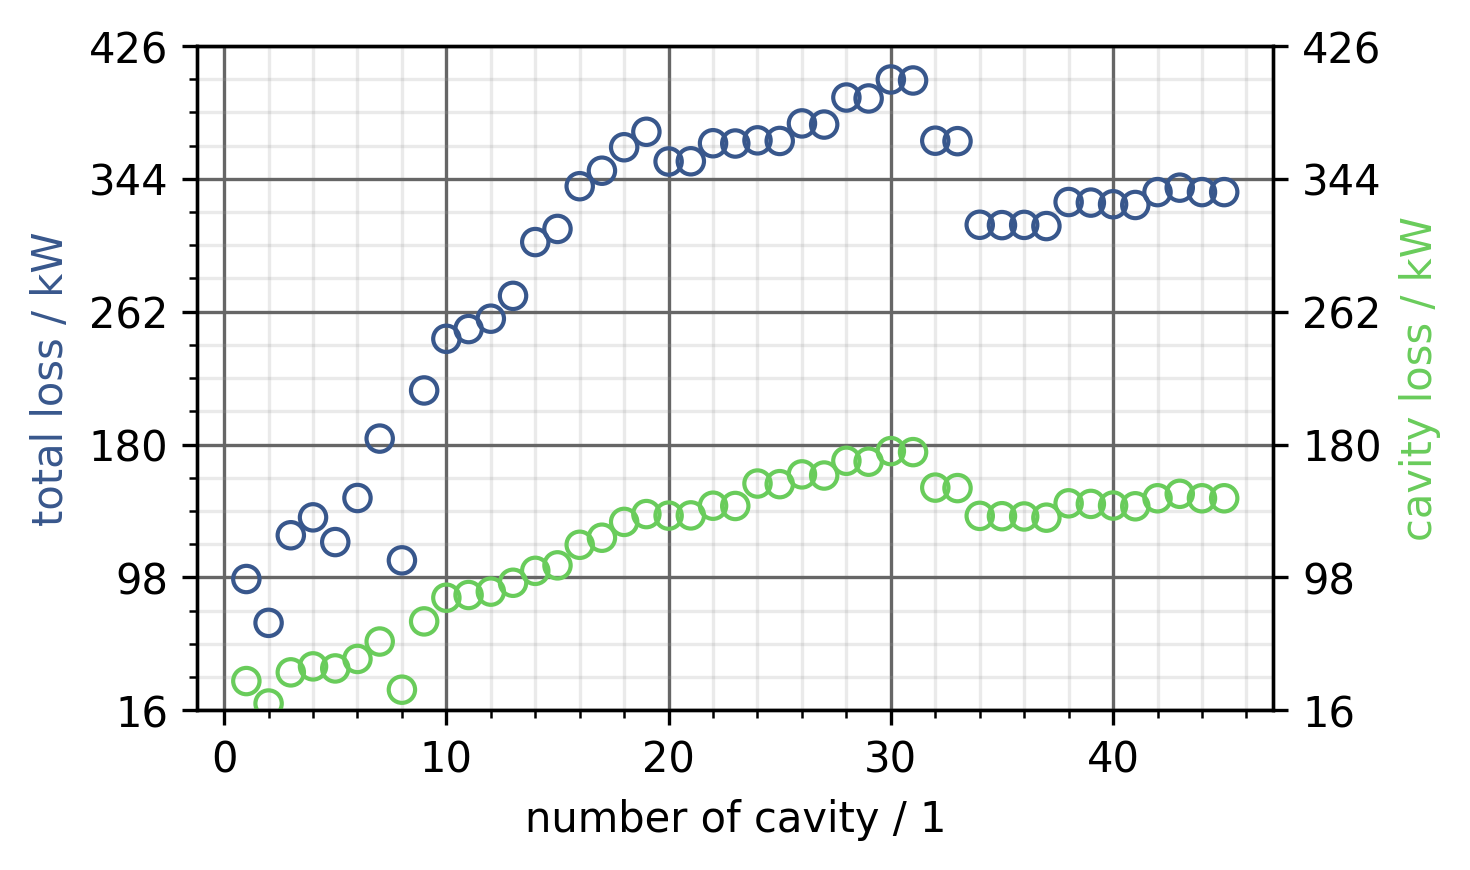 426 426
344 344
262 262
180 180
98 98
16 16
total loss / kW
cavity loss / kW
0 10 20 30 40
number of cavity / 1